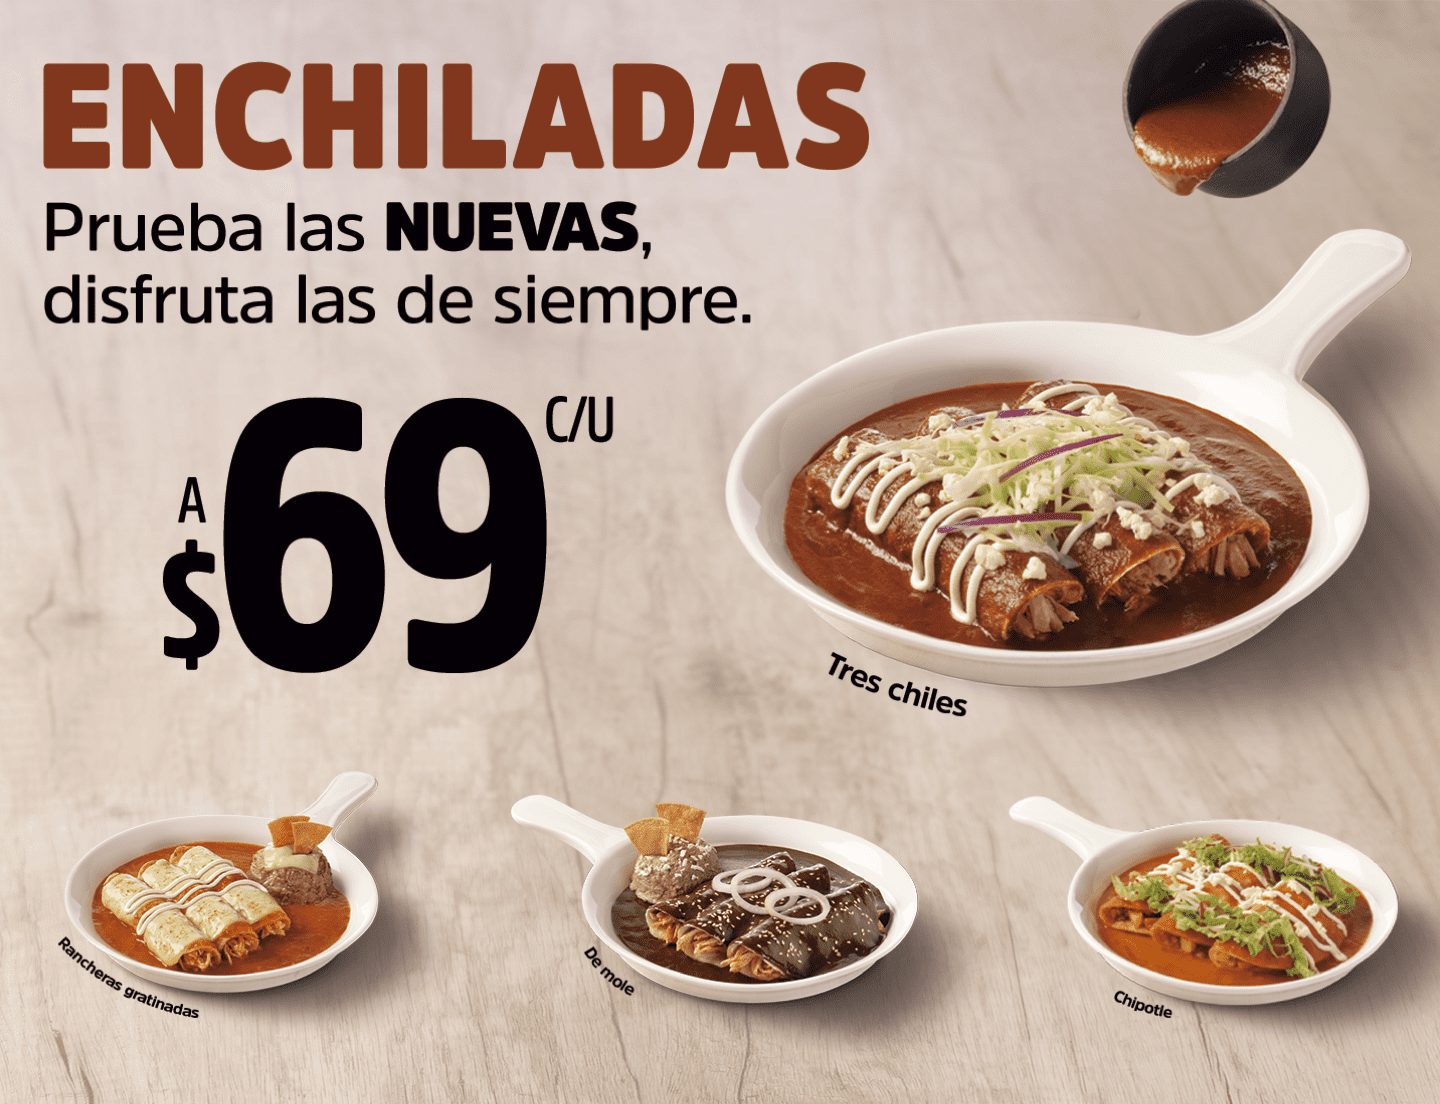 ENCHILADAS
Prueba las NUEVAS,
disfruta las de siempre.
A $69 C/U
Tres chiles
Rancheras gratinadas
De mole
Chipotle